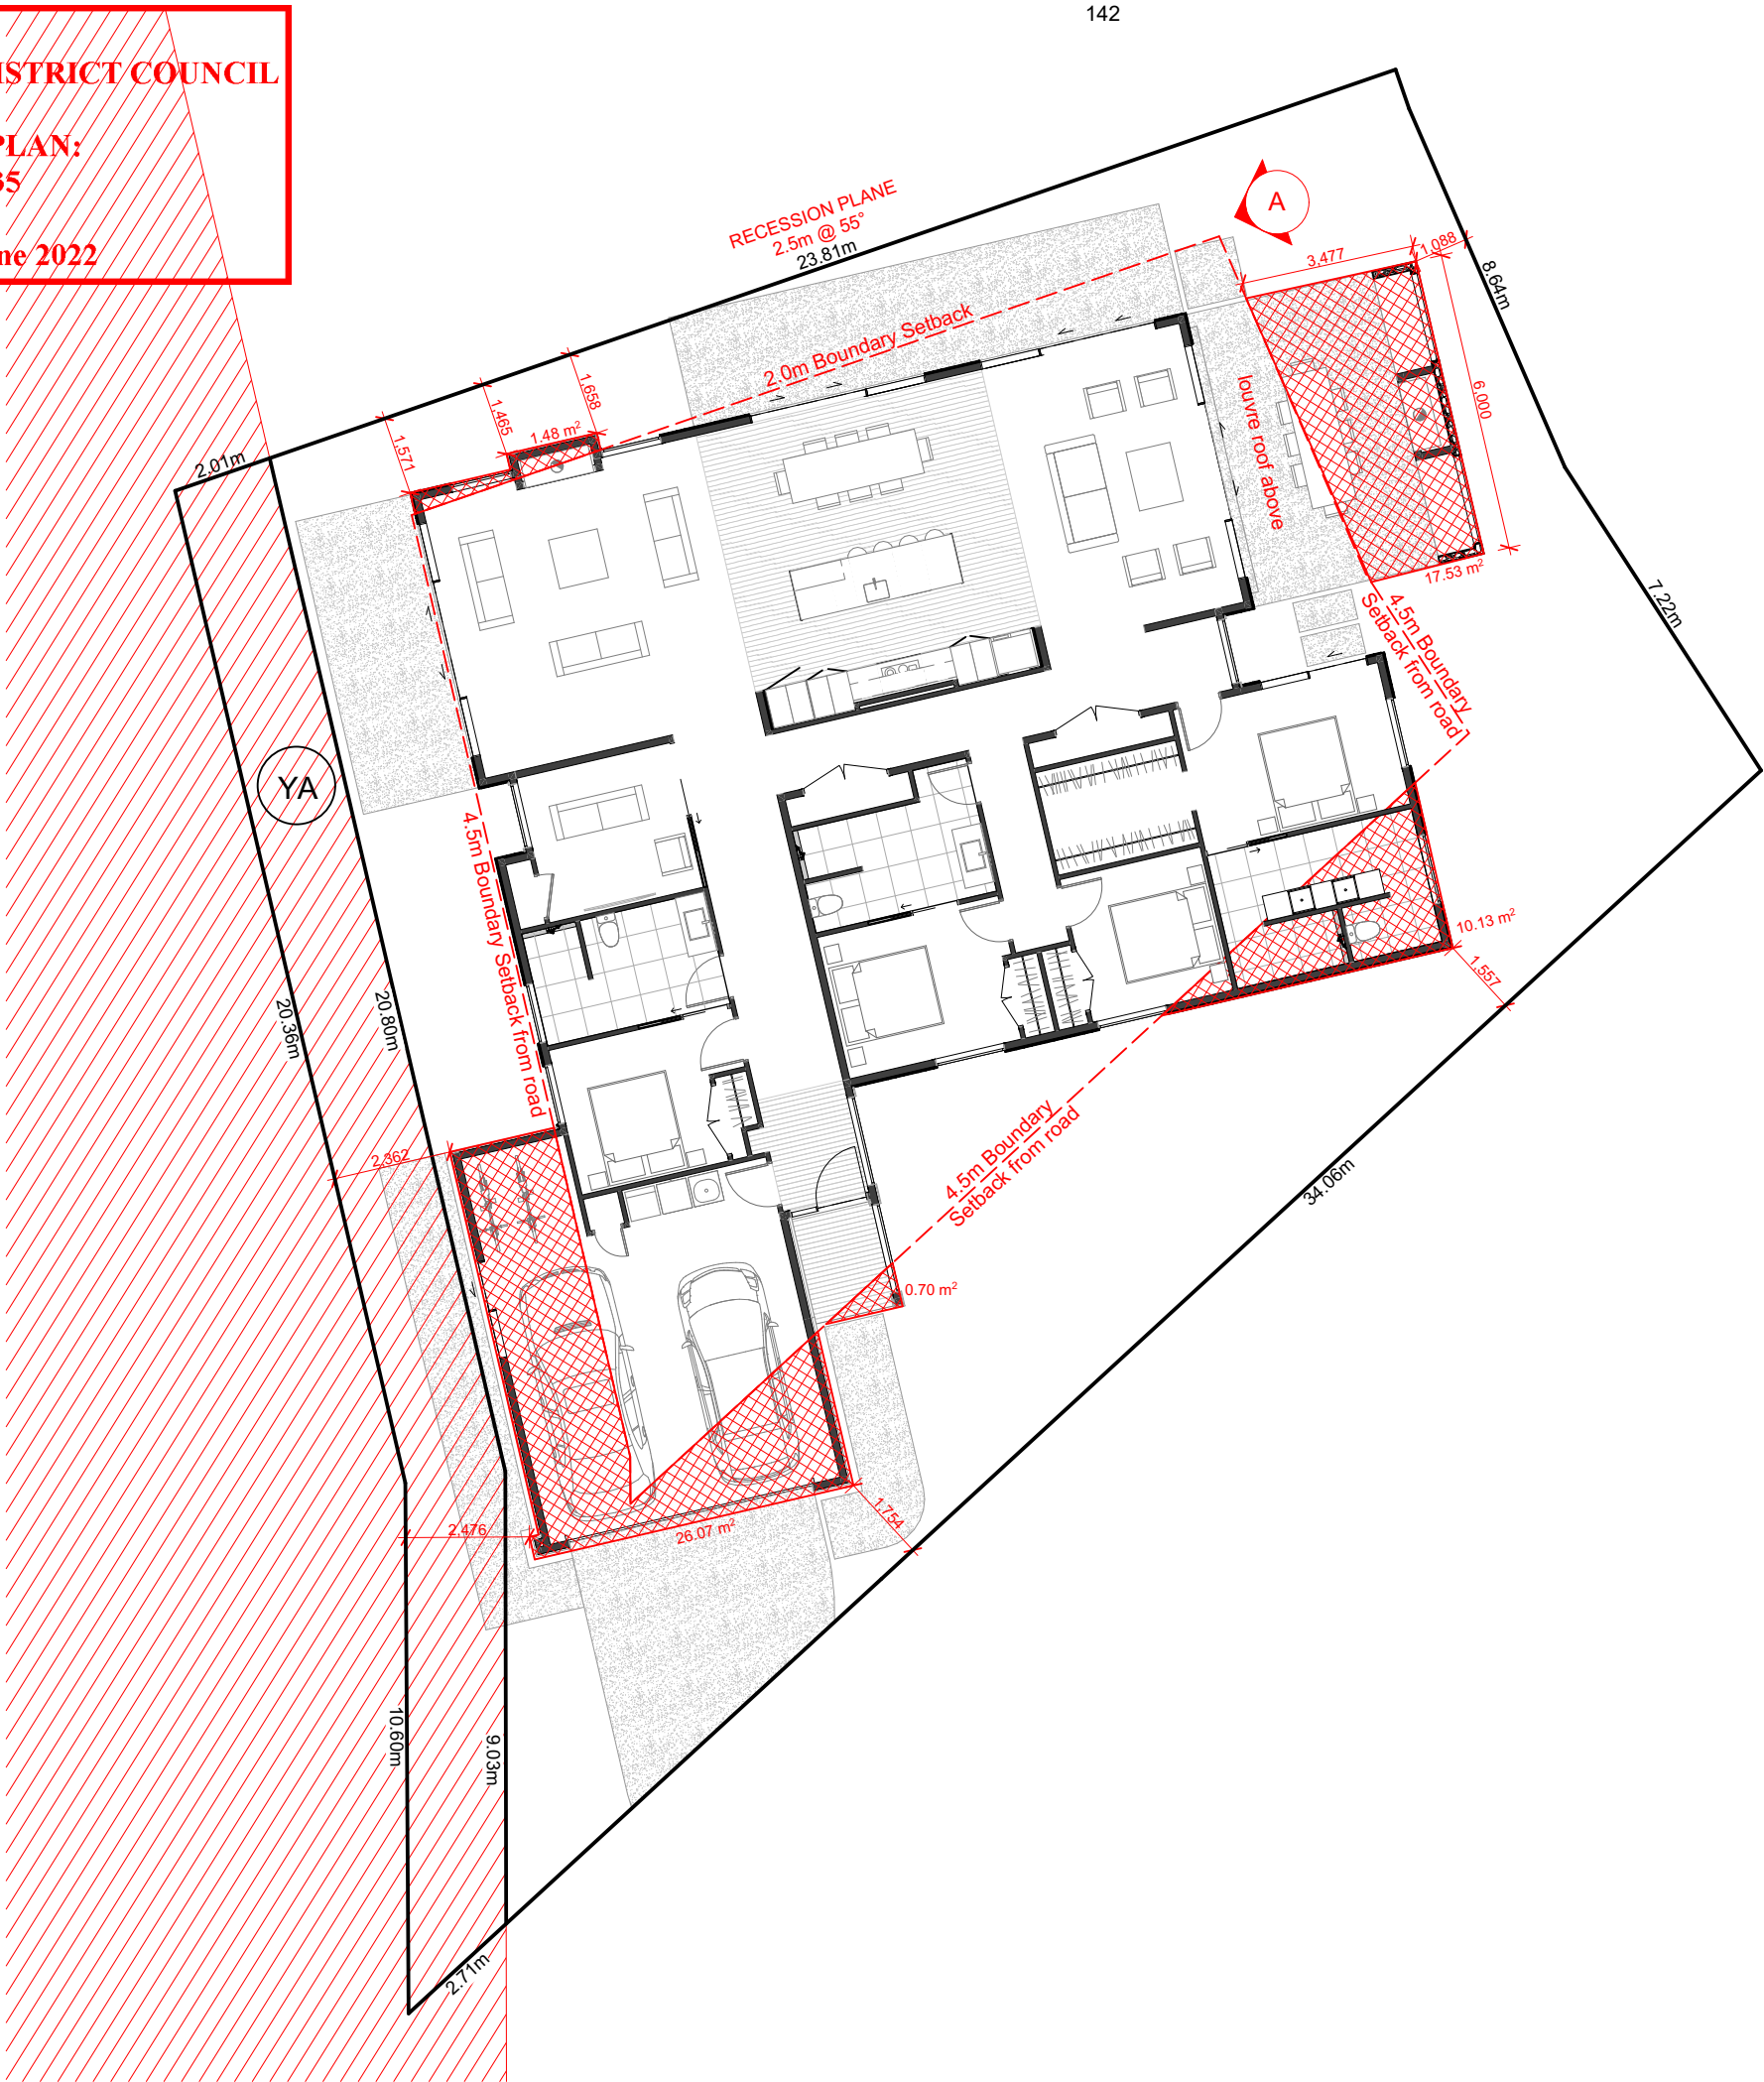 142
ISTRICT COUNCIL
PLAN:
35
ne 2022
RECESSION PLANE
2.5m @ 55°
23.81m
A
3,477
1,088
8.64m
2.0m Boundary Setback
1,658
1,465
1,571
1.48 m²
2.01m
louvre roof above
6,000
17.53 m²
7.22m
4.5m Boundary
Setback from road
YA
4.5m Boundary Setback from road
20.36m
20.80m
10.13 m²
1,557
2,362
4.5m Boundary
Setback from road
34.06m
0.70 m²
2,476
26.07 m²
1,754
10.60m
9.03m
2.71m